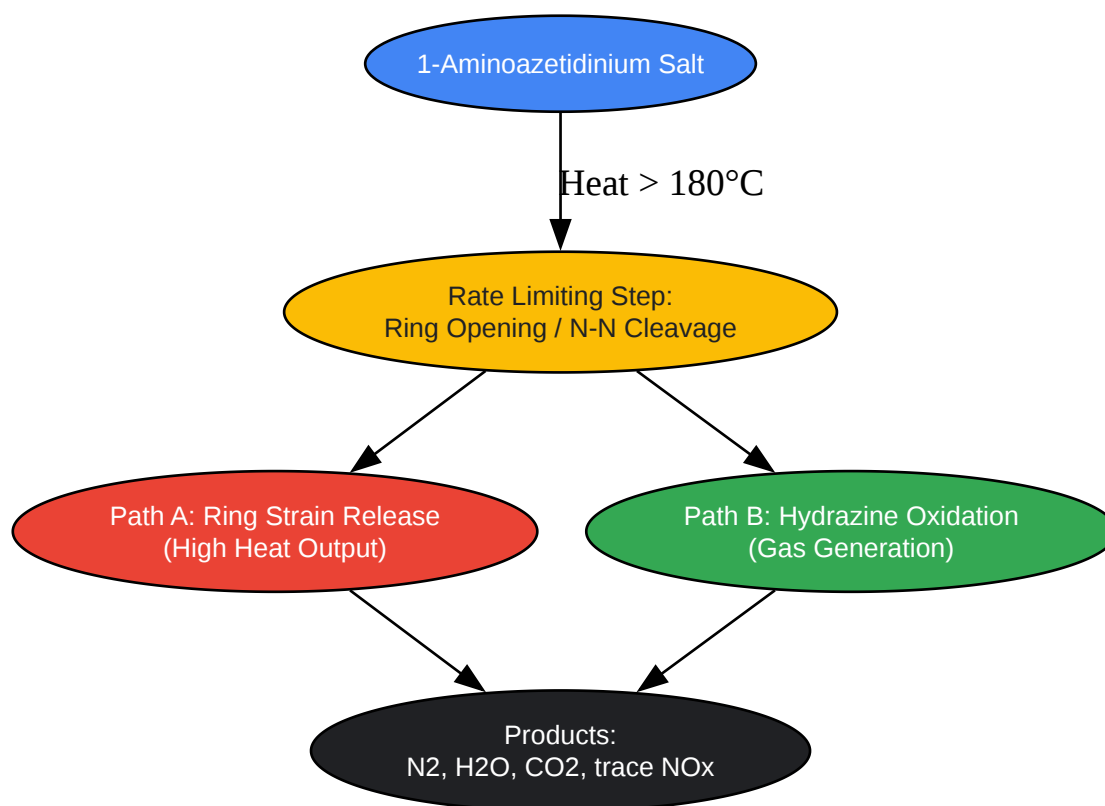 1-Aminoazetidinium Salt
Heat > 180°C
Rate Limiting Step:
Ring Opening / N-N Cleavage
Path A: Ring Strain Release
(High Heat Output)
Path B: Hydrazine Oxidation
(Gas Generation)
Products:
N2, H2O, CO2, trace NOx